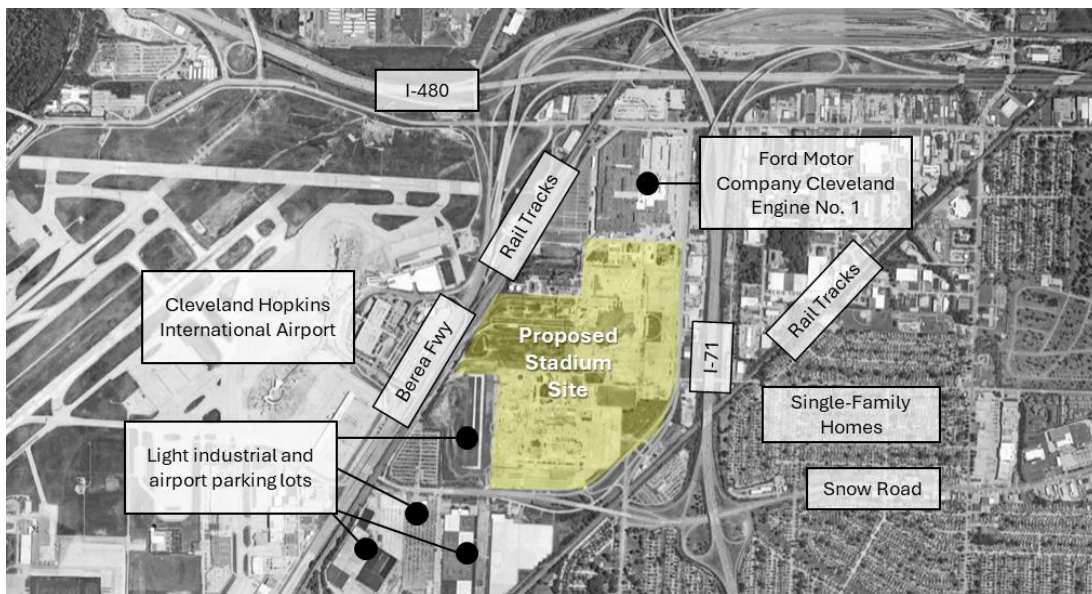 I-480
Ford Motor
Company Cleveland
Engine No. 1
Rail Tracks
Cleveland Hopkins
International Airport
Berea Fwy
Proposed
Stadium
Site
I-71
Rail Tracks
Single-Family
Homes
Light industrial and
airport parking lots
Snow Road